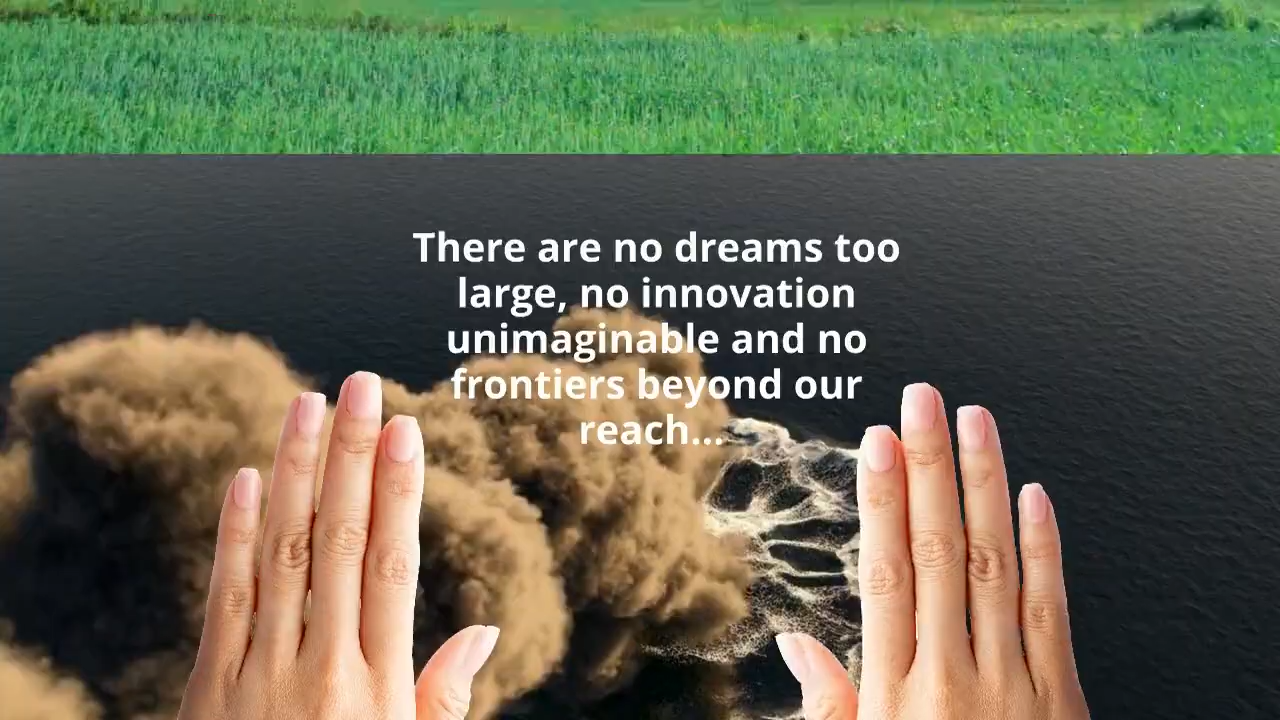 There are no dreams too
large, no innovation
unimaginable and no
frontiers beyond our
reach...